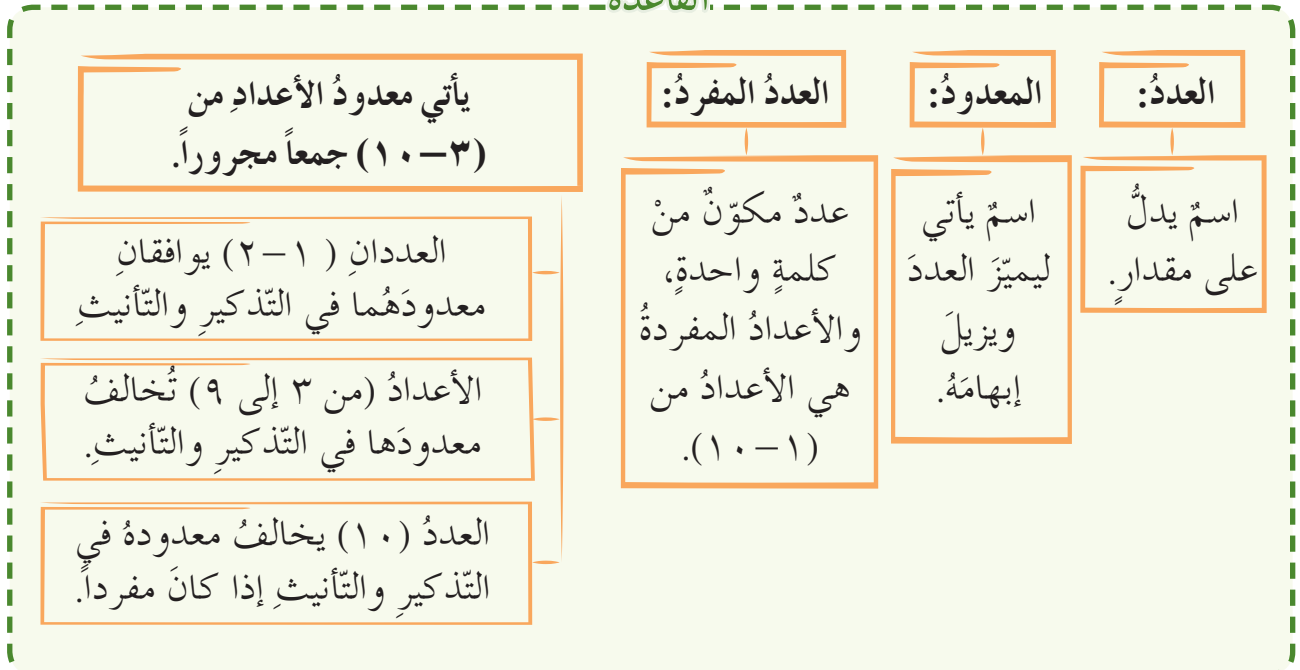 القاعدة
العددُ:
اسمٌ يدلُّ
على مقدارٍ.
المعدودُ:
اسمٌ يأتي
ليميّزَ العددَ
ويزيلَ
إبهامَهُ.
العددُ المفردُ:
عددٌ مكوّنٌ منْ
كلمةٍ واحدةٍ،
والأعدادُ المفردةُ
هي الأعدادُ من
(١-١٠).
يأتي معدودُ الأعدادِ من
(٣-١٠) جمعاً مجروراً.
العددانِ (١-٢) يوافقانِ
معدودَهُما في التّذكيرِ والتّأنيثِ
الأعدادُ (من ٣ إلى ٩) تُخالفُ
معدودَها في التّذكيرِ والتّأنيثِ.
العددُ (١٠) يخالفُ معدودهُ في
التّذكيرِ والتّأنيثِ إذا كانَ مفرداً.